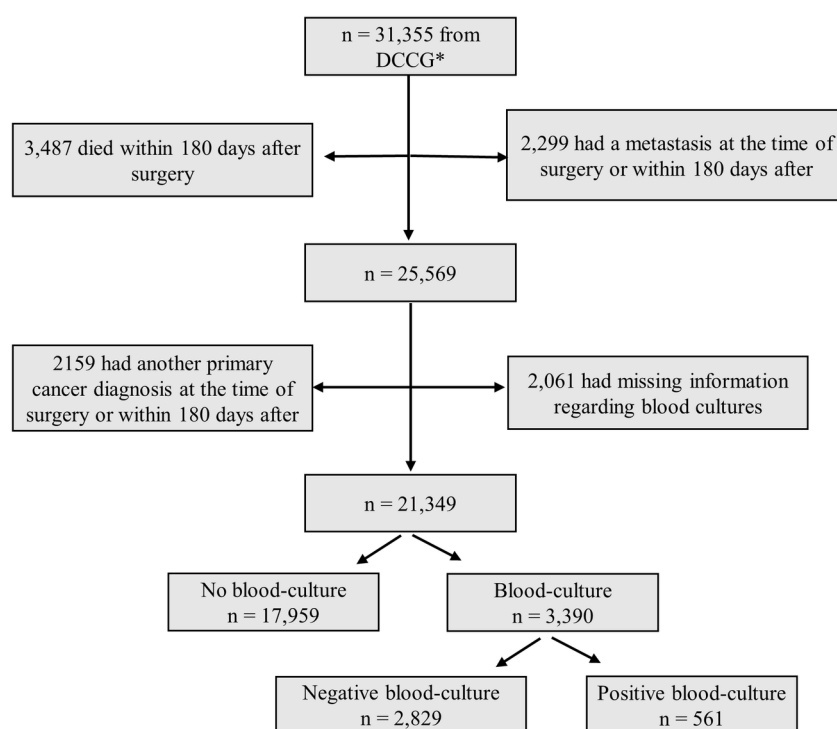 n = 31,355 from
DCCG*
3,487 died within 180 days after
surgery
2,299 had a metastasis at the time of
surgery or within 180 days after
n = 25,569
2159 had another primary
cancer diagnosis at the time of
surgery or within 180 days after
2,061 had missing information
regarding blood cultures
n = 21,349
No blood-culture
n = 17,959
Blood-culture
n = 3,390
Negative blood-culture
n = 2,829
Positive blood-culture
n = 561